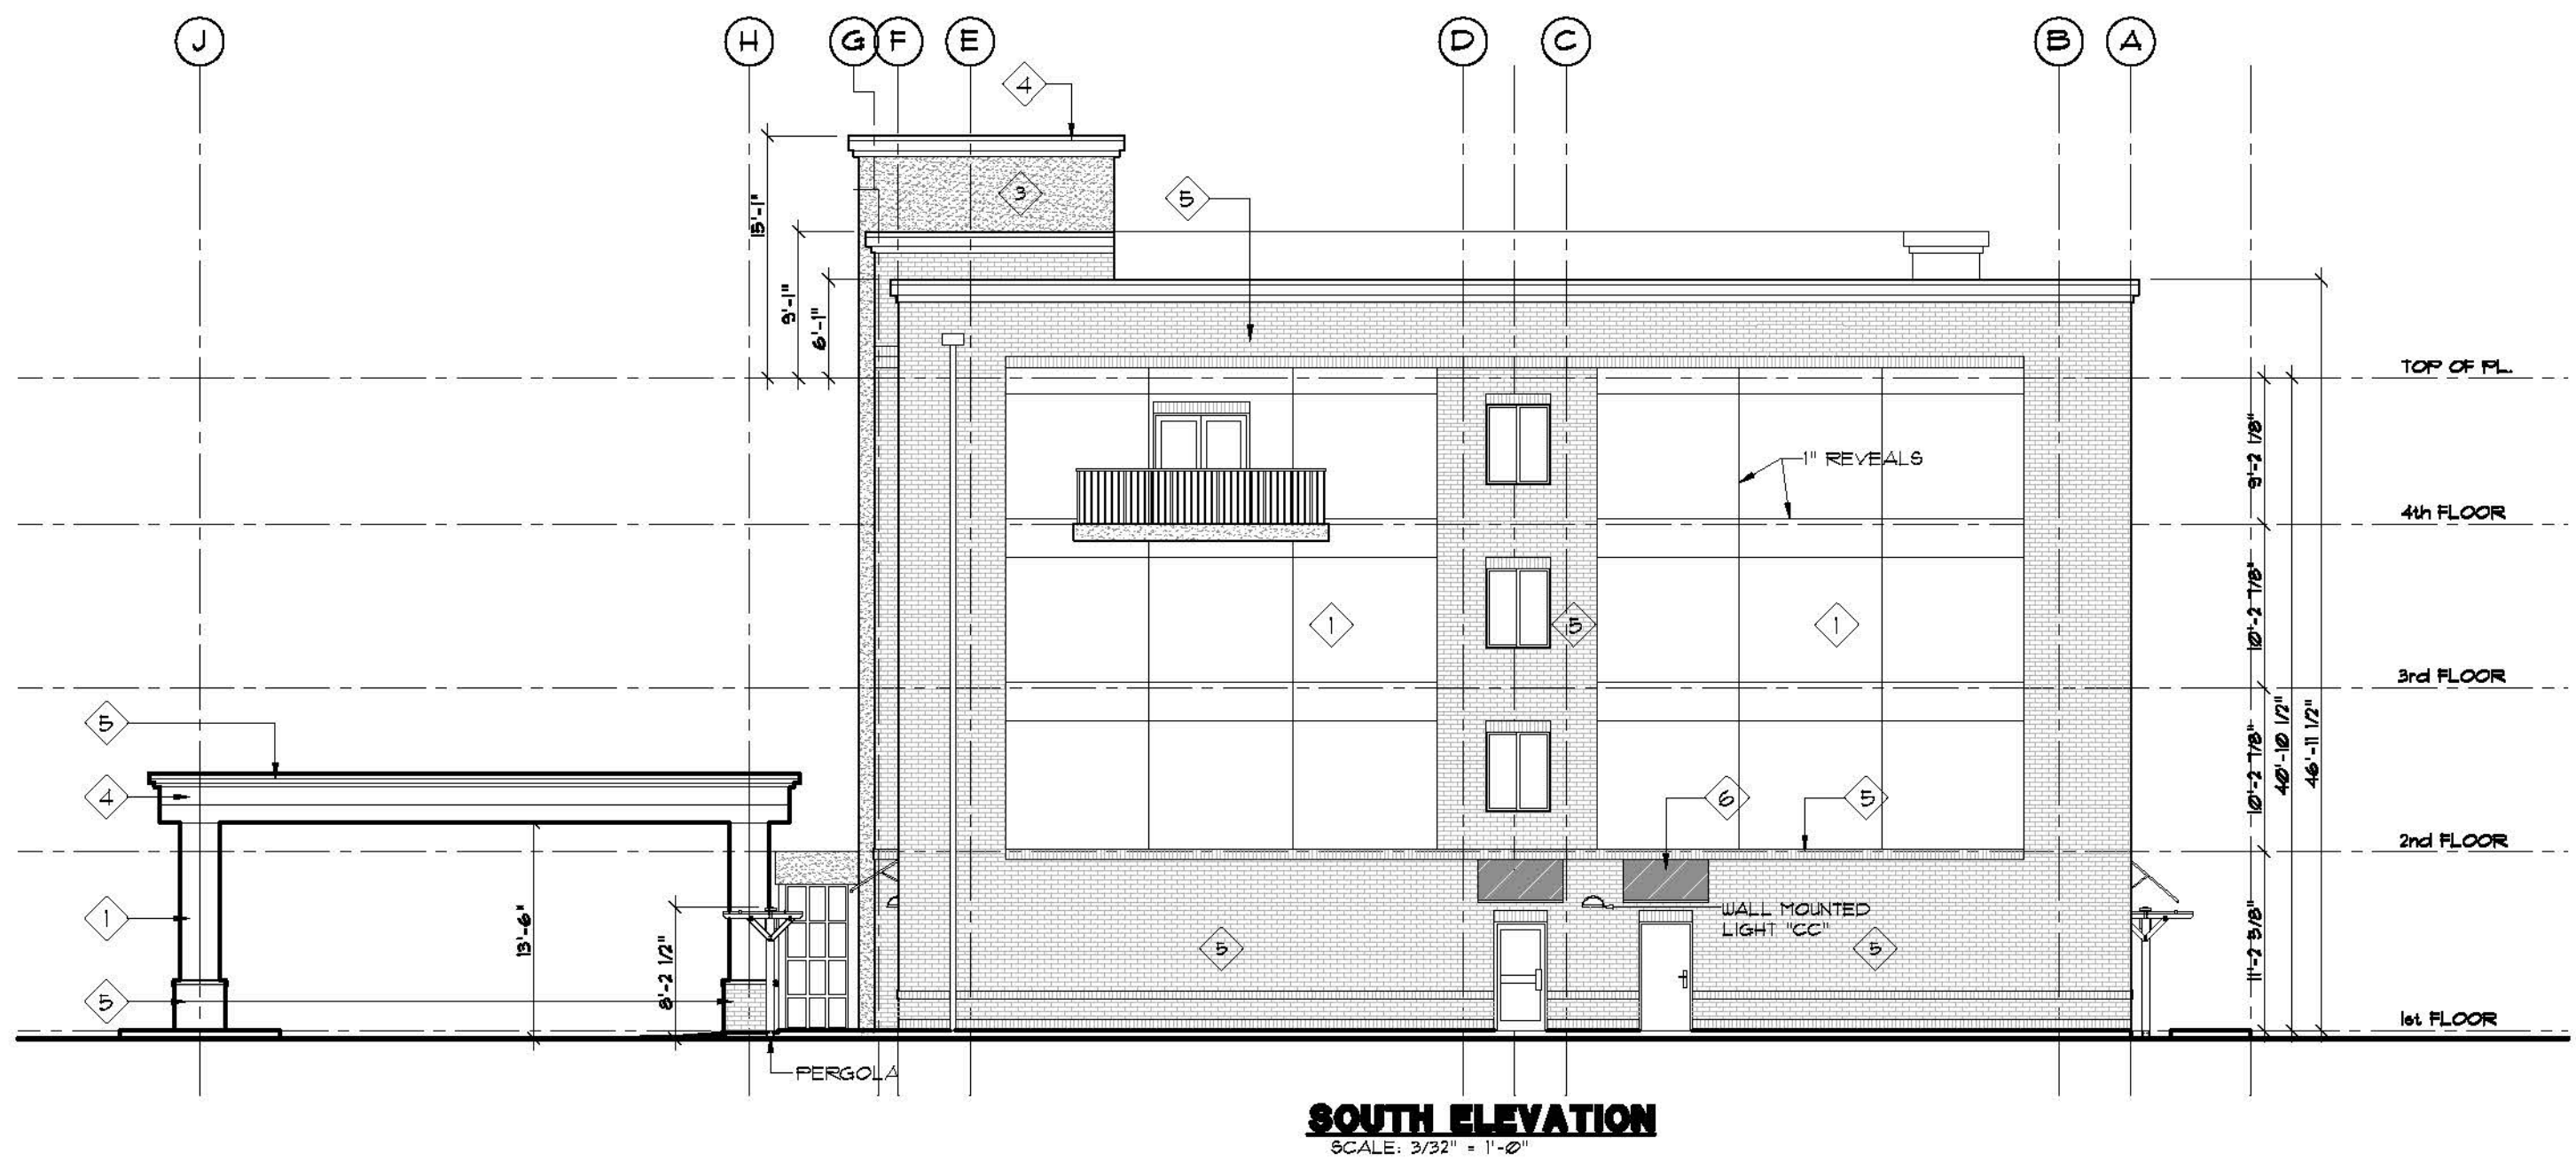 J H G F E D C B A
4
3
5
15'-1"
9'-1"
6'-1"
TOP OF PL.
9'-2 1/8"
1" REVEALS
4th FLOOR
10'-2 7/8"
1 5 1
3rd FLOOR
5
40'-10 1/2"
46'-11 1/2"
10'-2 7/8"
4
6 5
2nd FLOOR
1
13'-6"
8'-2 1/2"
WALL MOUNTED
LIGHT "CC"
5 5
11'-2 5/8"
5
1st FLOOR
PERGOLA
SOUTH ELEVATION
SCALE: 3/32" = 1'-0"